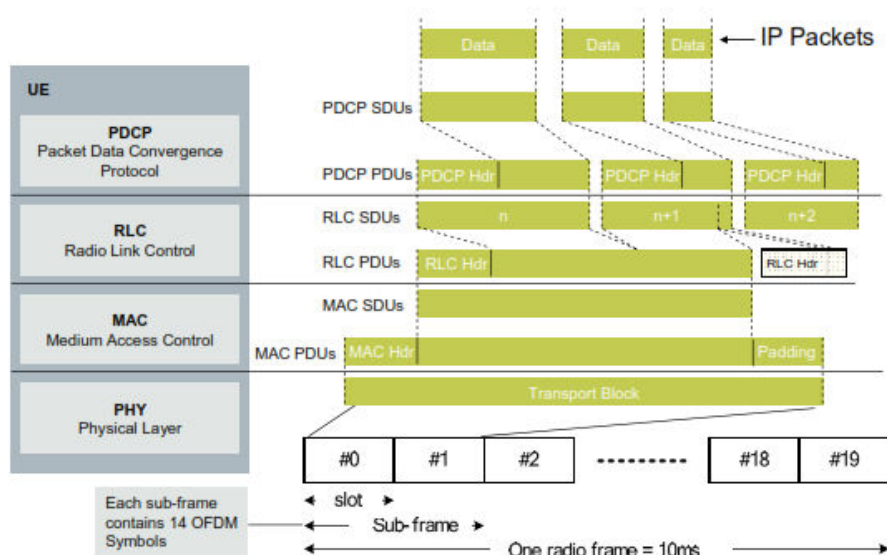 Data
Data
Data
IP Packets
UE
PDCP SDUs
PDCP
Packet Data Convergence
Protocol
PDCP PDUs
PDCP Hdr
PDCP Hdr
PDCP Hdr
RLC
Radio Link Control
RLC SDUs
n
n+1
n+2
RLC PDUs
RLC Hdr
RLC Hdr
MAC
Medium Access Control
MAC SDUs
MAC PDUs
MAC Hdr
Padding
PHY
Physical Layer
Transport Block
#0
#1
#2
#18
#19
Each sub-frame
contains 14 OFDM
Symbols
slot
Sub-frame
One radio frame = 10ms